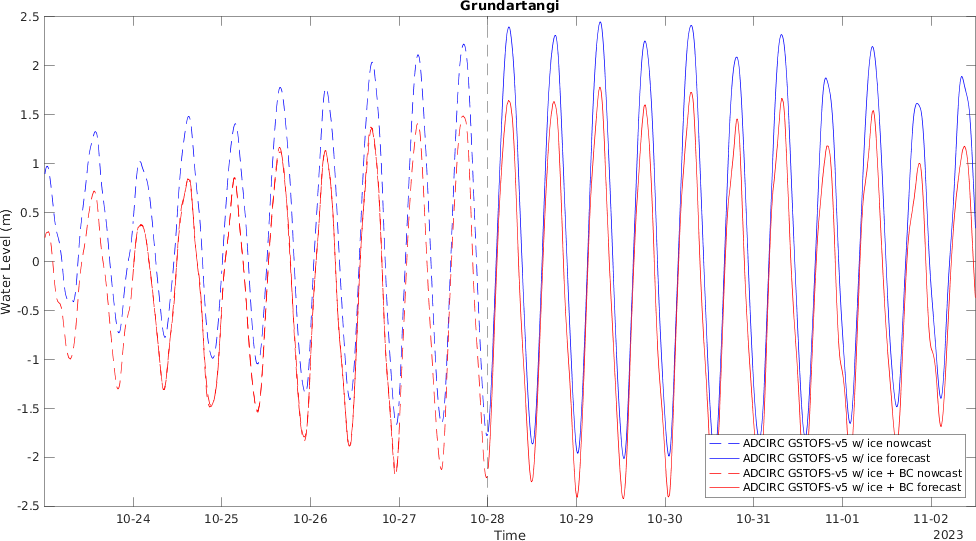 Grundartangi
2.5
2
1.5
1
0.5
0
-0.5
-1
-1.5
-2
-2.5
Water Level (m)
ADCIRC GSTOFS-v5 w/ ice nowcast
ADCIRC GSTOFS-v5 w/ ice forecast
ADCIRC GSTOFS-v5 w/ ice + BC nowcast
ADCIRC GSTOFS-v5 w/ ice + BC forecast
10-24 10-25 10-26 10-27 10-28 10-29 10-30 10-31 11-01 11-02
Time
2023